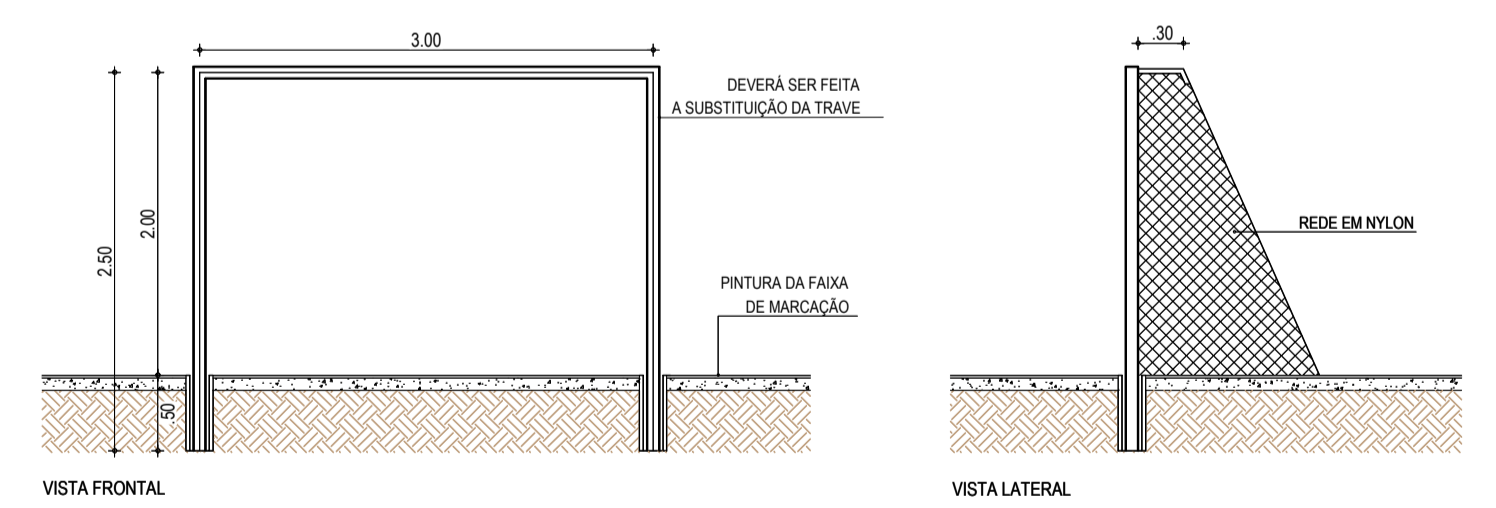 3.00
2.50
2.00
.50
DEVERÁ SER FEITA
A SUBSTITUIÇÃO DA TRAVE
PINTURA DA FAIXA
DE MARCAÇÃO
VISTA FRONTAL
.30
REDE EM NYLON
VISTA LATERAL